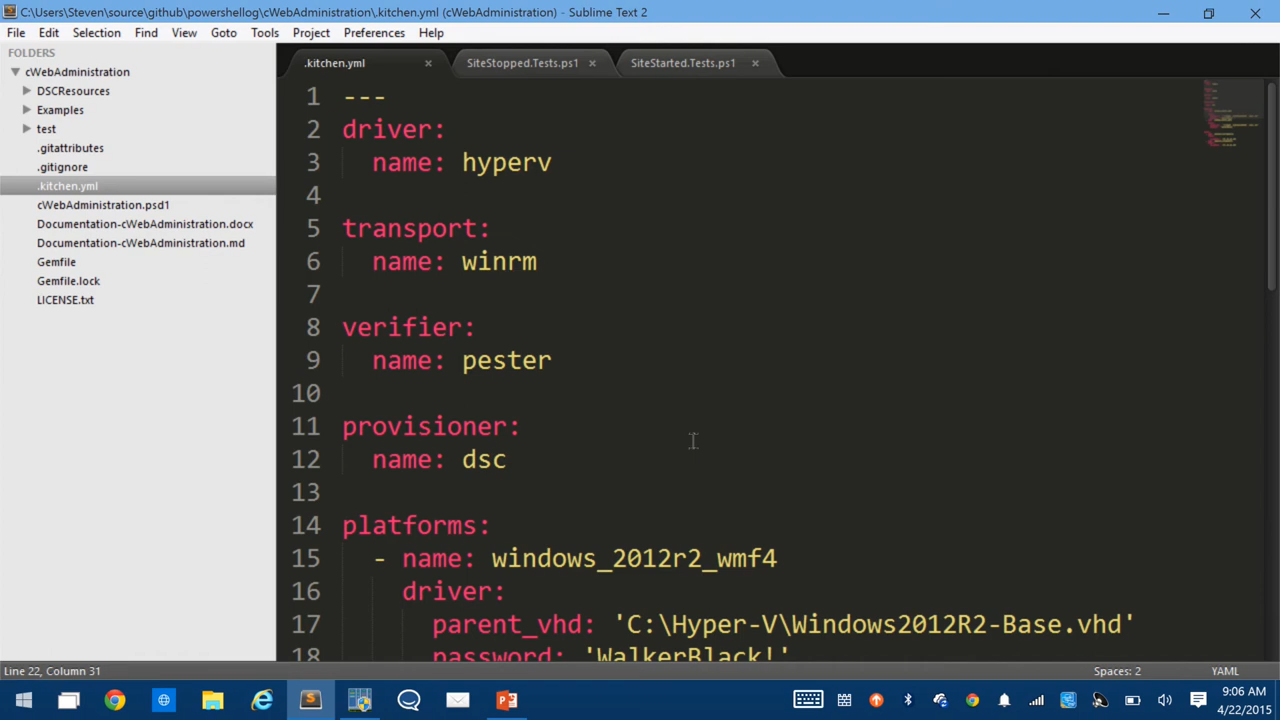 C:\Users\Steven\source\github\powershellog\cWebAdministration\.kitchen.yml (cWebAdministration) - Sublime Text 2
File Edit Selection Find View Goto Tools Project Preferences Help
FOLDERS
cWebAdministration
DSCResources
Examples
test
.gitattributes
.gitignore
.kitchen.yml
cWebAdministration.psd1
Documentation-cWebAdministration.docx
Documentation-cWebAdministration.md
Gemfile
Gemfile.lock
LICENSE.txt
.kitchen.yml SiteStopped.Tests.ps1 SiteStarted.Tests.ps1
1 ---
2 driver:
3 name: hyperv
4
5 transport:
6 name: winrm
7
8 verifier:
9 name: pester
10
11 provisioner:
12 name: dsc
13
14 platforms:
15 - name: windows_2012r2_wmf4
16 driver:
17 parent_vhd: 'C:\Hyper-V\Windows2012R2-Base.vhd'
18 password: 'WalkerBlack!'
Line 22, Column 31 Spaces: 2 YAML
9:06 AM
4/22/2015